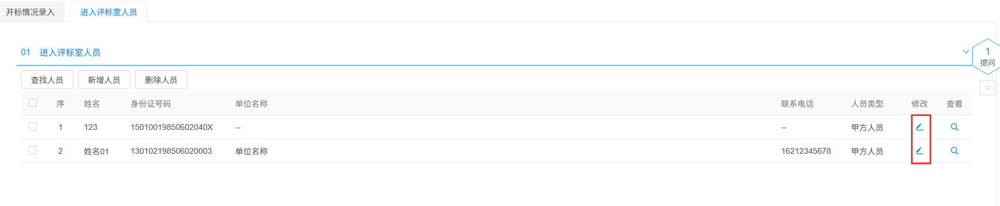 开标情况录入 进入评标室人员
01 进入评标室人员
1
提问
查找人员 新增人员 删除人员
序 姓名 身份证号码 单位名称 联系电话 人员类型 修改 查看
1 123 15010019850602040X -- -- 甲方人员
2 姓名01 130102198506020003 单位名称 16212345678 甲方人员